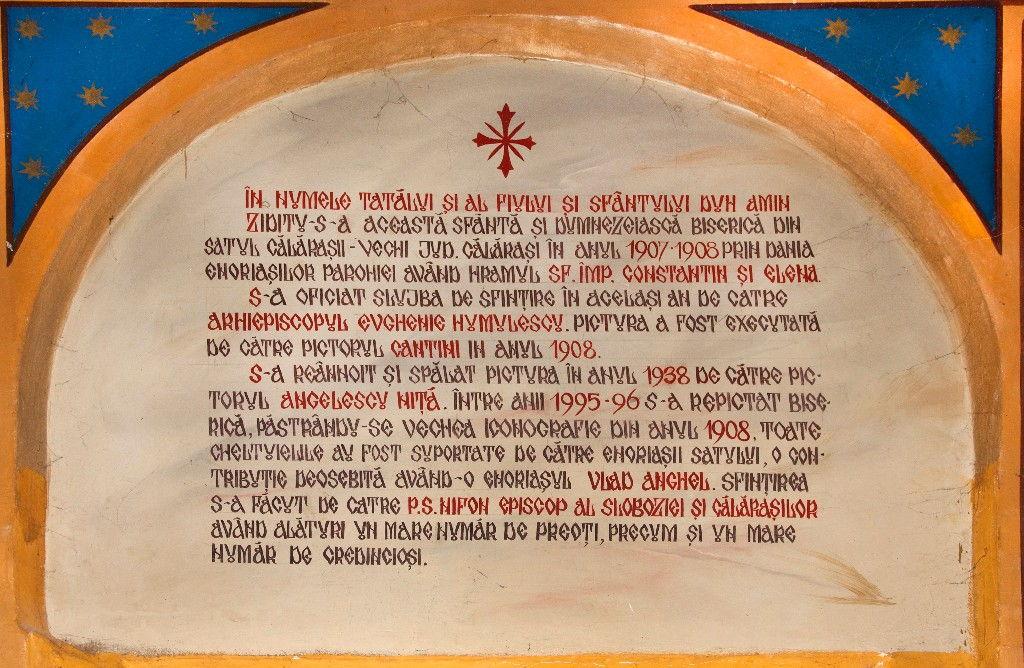 ÎN NUMELE TATĂLUI ȘI AL FIULUI ȘI SFÂNTULUI DUH AMIN
ZIDITU-S-A ACEASTĂ SFÂNTĂ ȘI DUMNEZEIASCĂ BISERICĂ DIN
SATUL CĂLĂRAȘII-VECHI JUD. CĂLĂRAȘI ÎN ANUL 1907-1908 PRIN DANIA
ENORIAȘILOR PAROHIEI AVÂND HRAMUL SF. ÎMP. CONSTANTIN ȘI ELENA.
S-A OFICIAT SLUJBA DE SFINȚIRE ÎN ACELAȘI AN DE CATRE
ARHIEPISCOPUL EVGHENIE HUMULESCU. PICTURA A FOST EXECUTATĂ
DE CĂTRE PICTORUL CANTINI IN ANUL 1908.
S-A REÂNNOIT ȘI SPĂLAT PICTURA ÎN ANUL 1938 DE CĂTRE PIC-
TORUL ANGELESCU NIȚĂ. ÎNTRE ANII 1995-96 S-A REPICTAT BISE-
RICĂ, PĂSTRÂNDU-SE VECHEA ICONOGRAFIE DIN ANUL 1908. TOATE
CHELTUIELLE AU FOST SUPORTATE DE CĂTRE ENORIAȘII SATULUI, O CON-
TRIBUȚIE DEOSEBITĂ AVÂND-O ENORIAȘUL VLAD ANGHEL. SFINȚIREA
S-A FĂCUT DE CATRE P.S. NIFON EPISCOP AL SLOBOZIEI ȘI CĂLĂRAȘILOR
AVÂND ALĂTURI UN MARE NUMĂR DE PREOȚI, PRECUM ȘI UN MARE
NUMĂR DE CREDINCIOȘI.